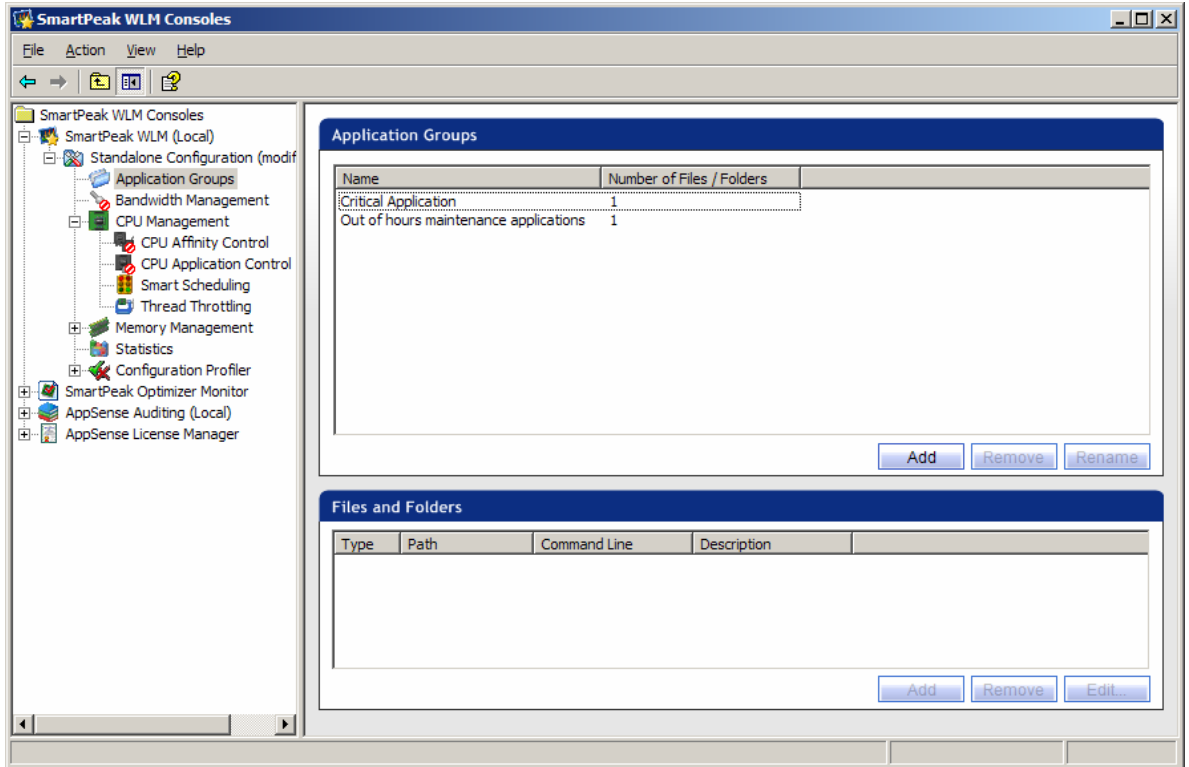 SmartPeak WLM Consoles
File Action View Help
SmartPeak WLM Consoles
SmartPeak WLM (Local)
Standalone Configuration (modif
Application Groups
Bandwidth Management
CPU Management
CPU Affinity Control
CPU Application Control
Smart Scheduling
Thread Throttling
Memory Management
Statistics
Configuration Profiler
SmartPeak Optimizer Monitor
AppSense Auditing (Local)
AppSense License Manager
Application Groups
Name Number of Files / Folders
Critical Application 1
Out of hours maintenance applications 1
Add Remove Rename
Files and Folders
Type Path Command Line Description
Add Remove Edit...